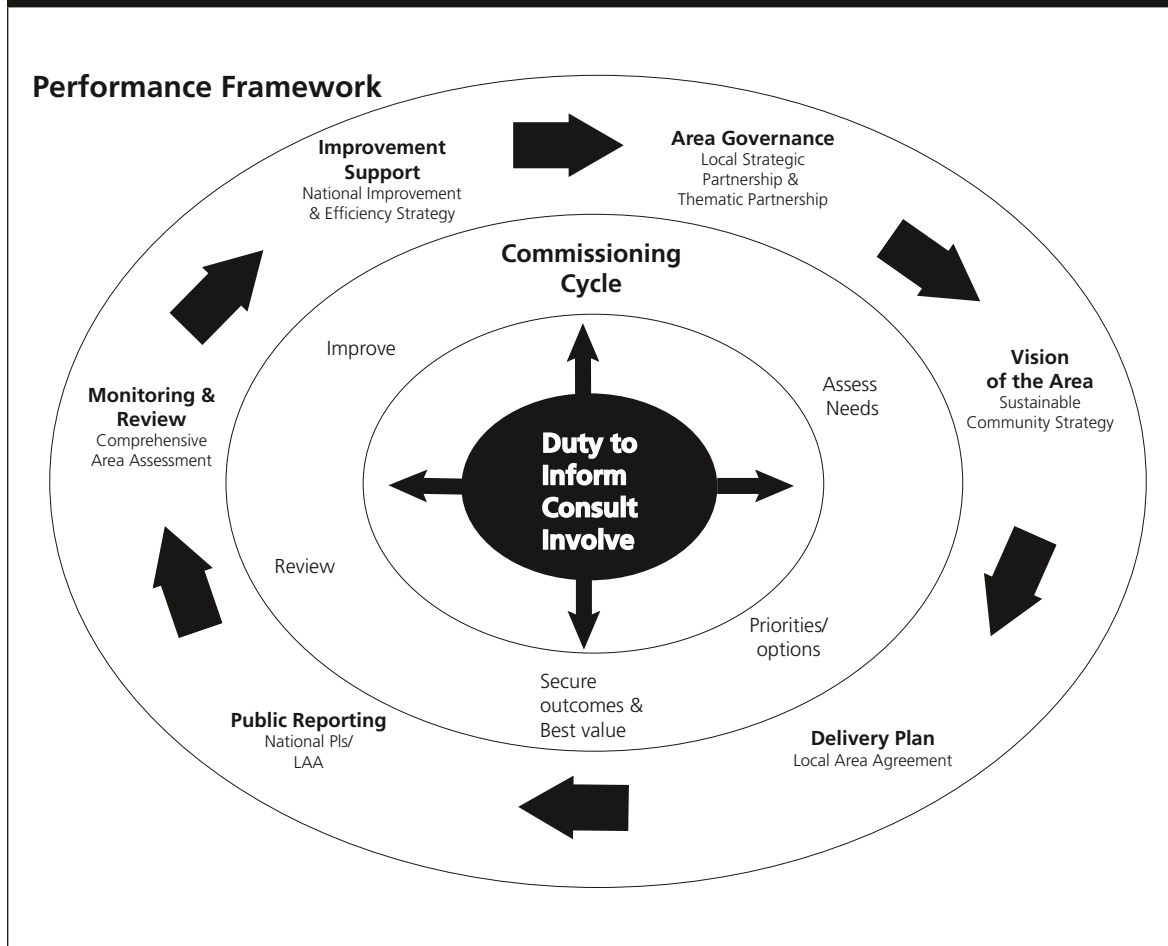 Performance Framework
Improvement
Support
National Improvement
& Efficiency Strategy
Area Governance
Local Strategic
Partnership &
Thematic Partnership
Vision
of the Area
Sustainable
Community Strategy
Delivery Plan
Local Area Agreement
Public Reporting
National PIs/
LAA
Monitoring &
Review
Comprehensive
Area Assessment
Commissioning
Cycle
Assess
Needs
Priorities/
options
Secure
outcomes &
Best value
Review
Improve
Duty to
Inform
Consult
Involve